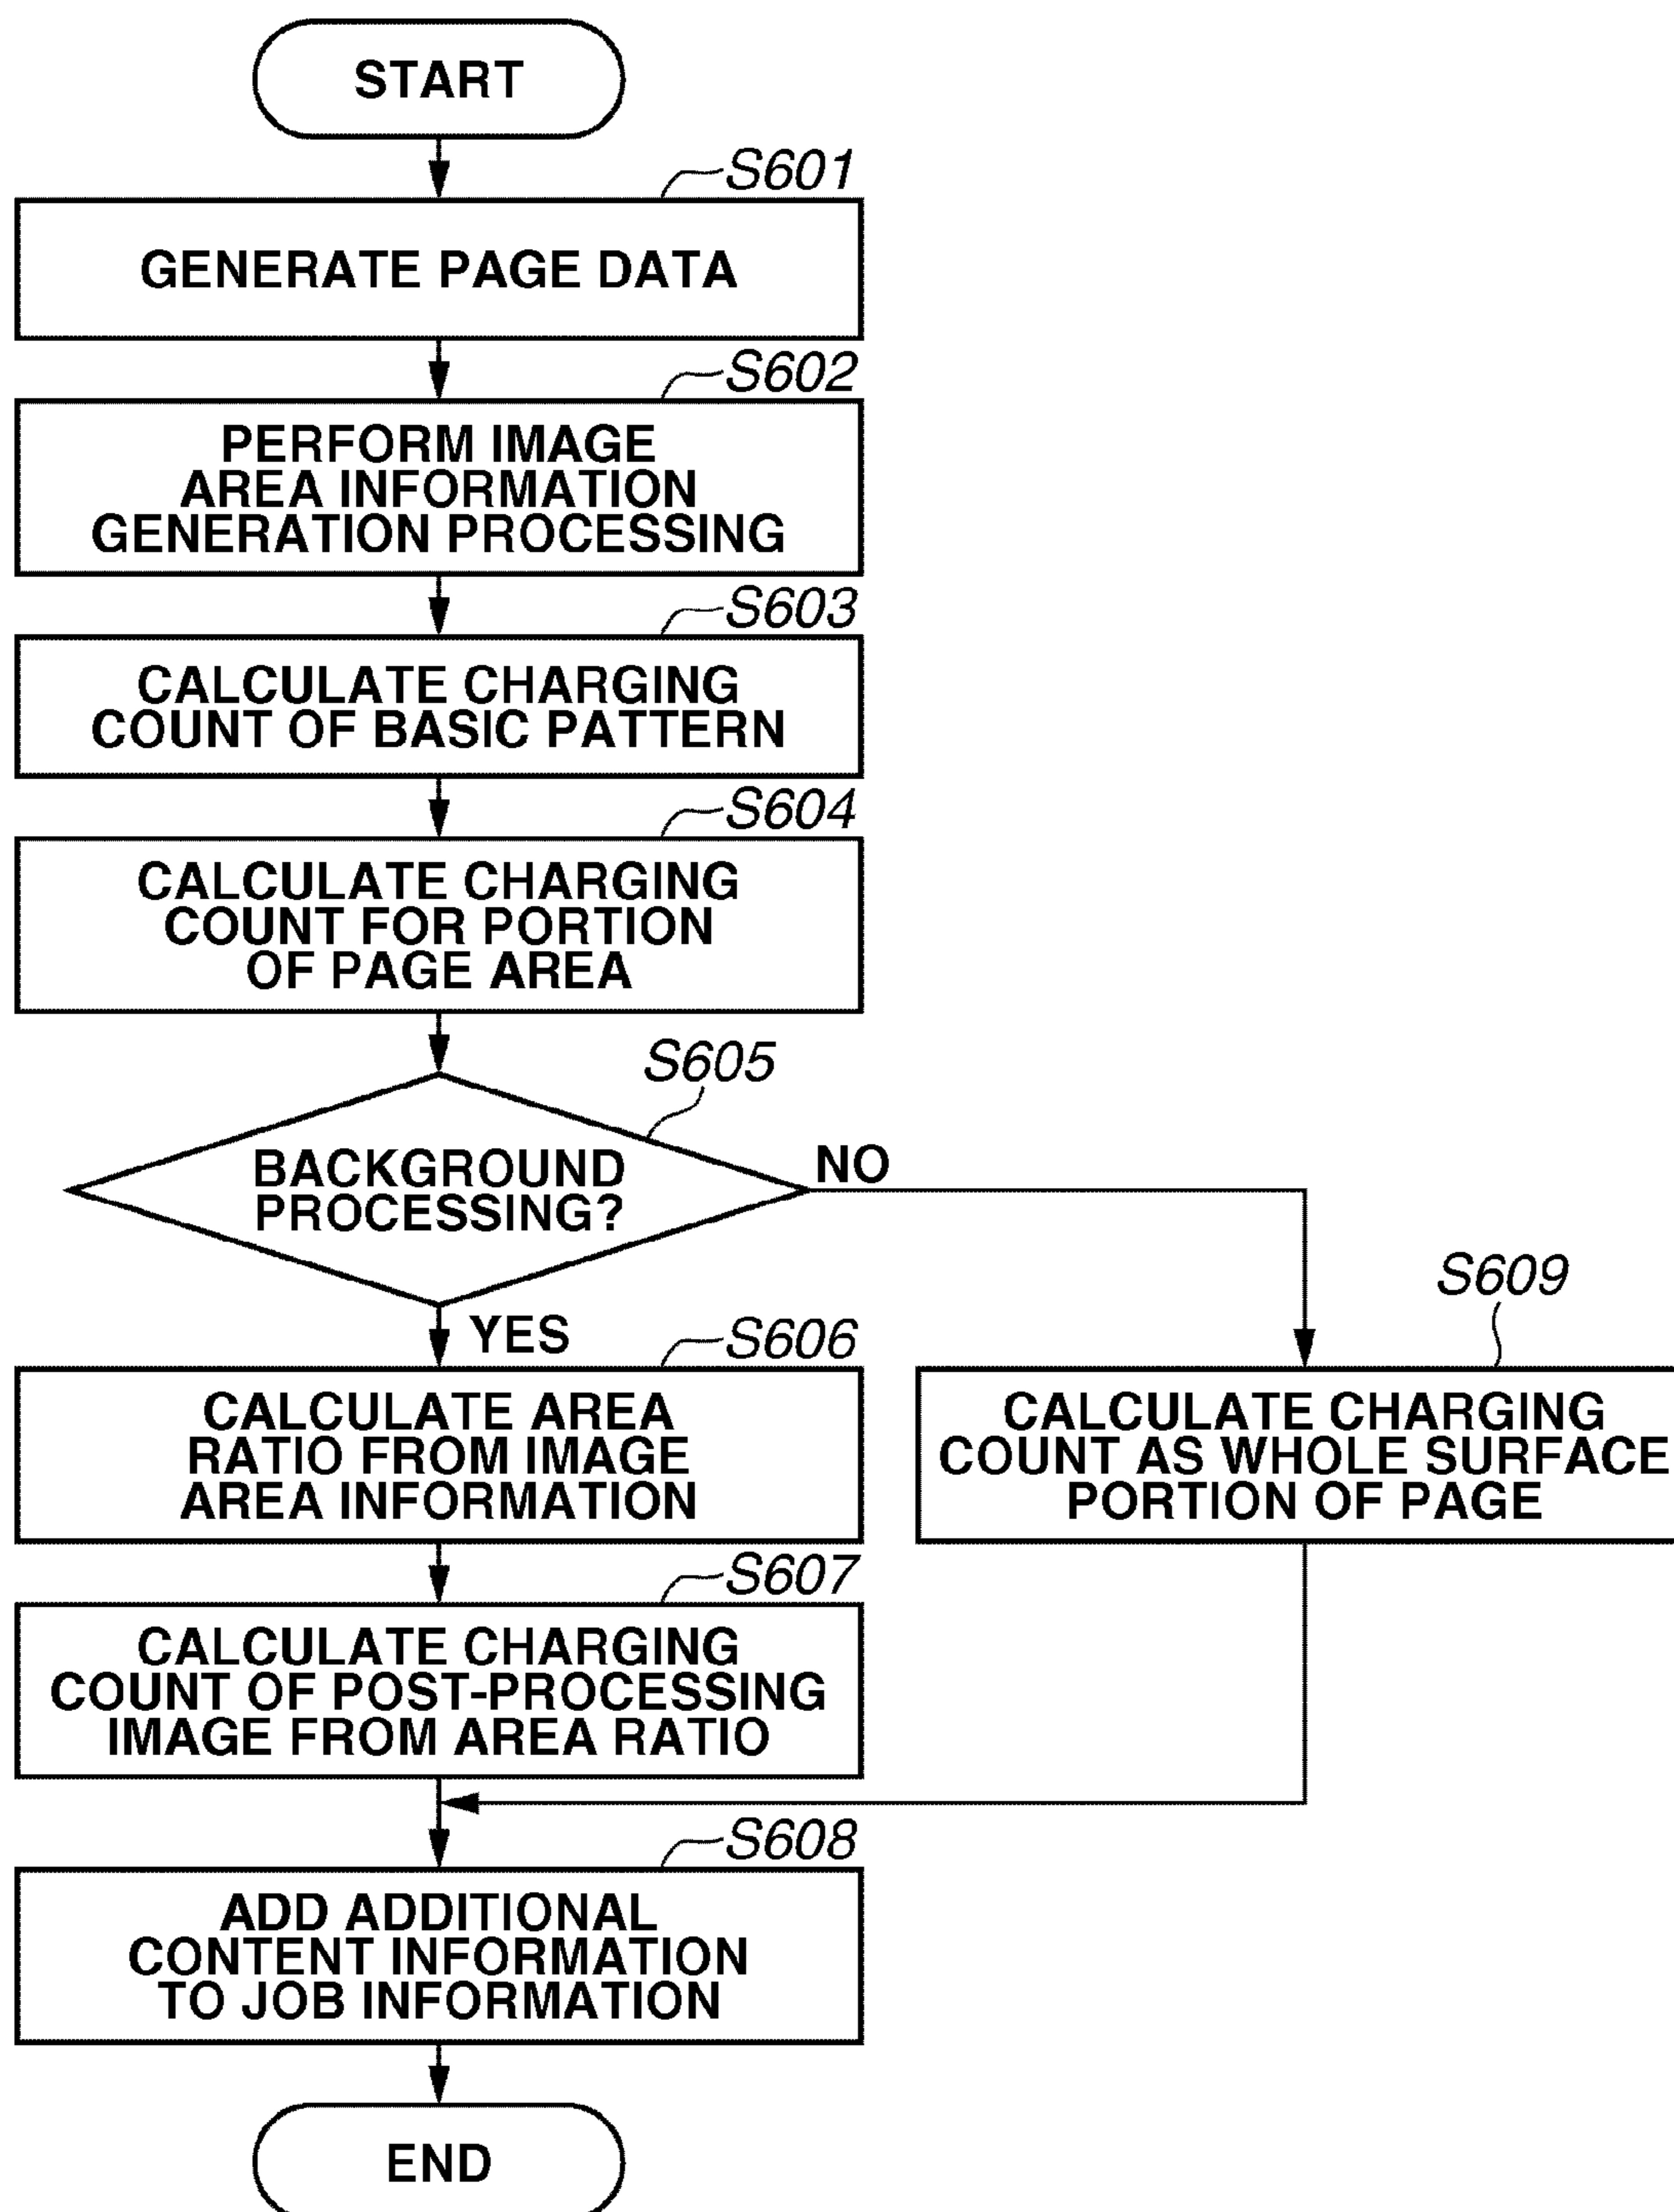 START
S601
GENERATE PAGE DATA
S602
PERFORM IMAGE
AREA INFORMATION
GENERATION PROCESSING
S603
CALCULATE CHARGING
COUNT OF BASIC PATTERN
S604
CALCULATE CHARGING
COUNT FOR PORTION
OF PAGE AREA
S605
BACKGROUND
PROCESSING?
NO
YES
S606
CALCULATE AREA
RATIO FROM IMAGE
AREA INFORMATION
S609
CALCULATE CHARGING
COUNT AS WHOLE SURFACE
PORTION OF PAGE
S607
CALCULATE CHARGING
COUNT OF POST-PROCESSING
IMAGE FROM AREA RATIO
S608
ADD ADDITIONAL
CONTENT INFORMATION
TO JOB INFORMATION
END